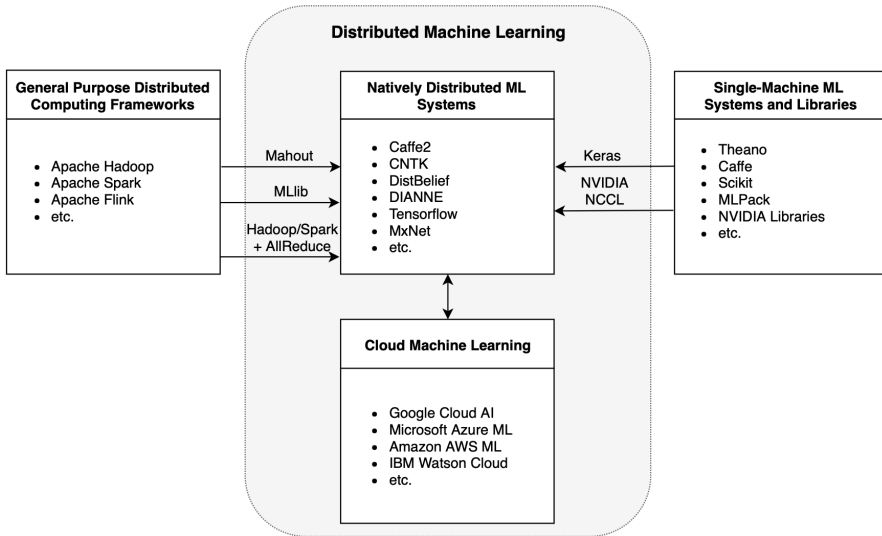 Distributed Machine Learning
General Purpose Distributed
Computing Frameworks
Apache Hadoop
Apache Spark
Apache Flink
etc.
Mahout
MLlib
Hadoop/Spark
+ AllReduce
Natively Distributed ML
Systems
Caffe2
CNTK
DistBelief
DIANNE
Tensorflow
MxNet
etc.
Keras
NVIDIA
NCCL
Single-Machine ML
Systems and Libraries
Theano
Caffe
Scikit
MLPack
NVIDIA Libraries
etc.
Cloud Machine Learning
Google Cloud AI
Microsoft Azure ML
Amazon AWS ML
IBM Watson Cloud
etc.